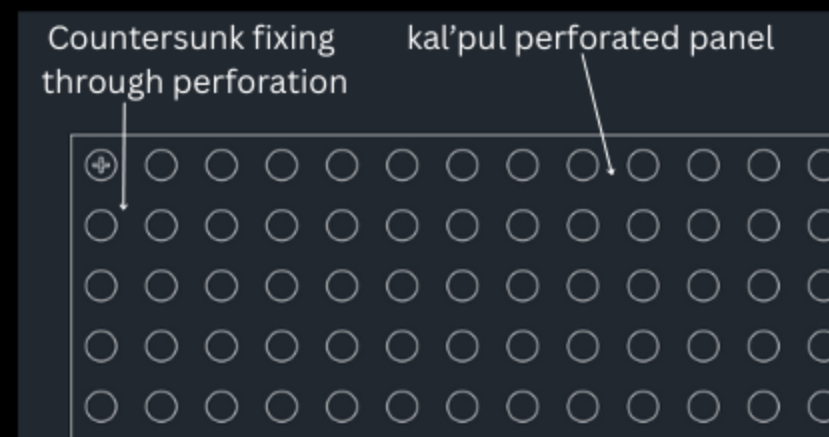 Countersunk fixing
through perforation
kal’pul perforated panel